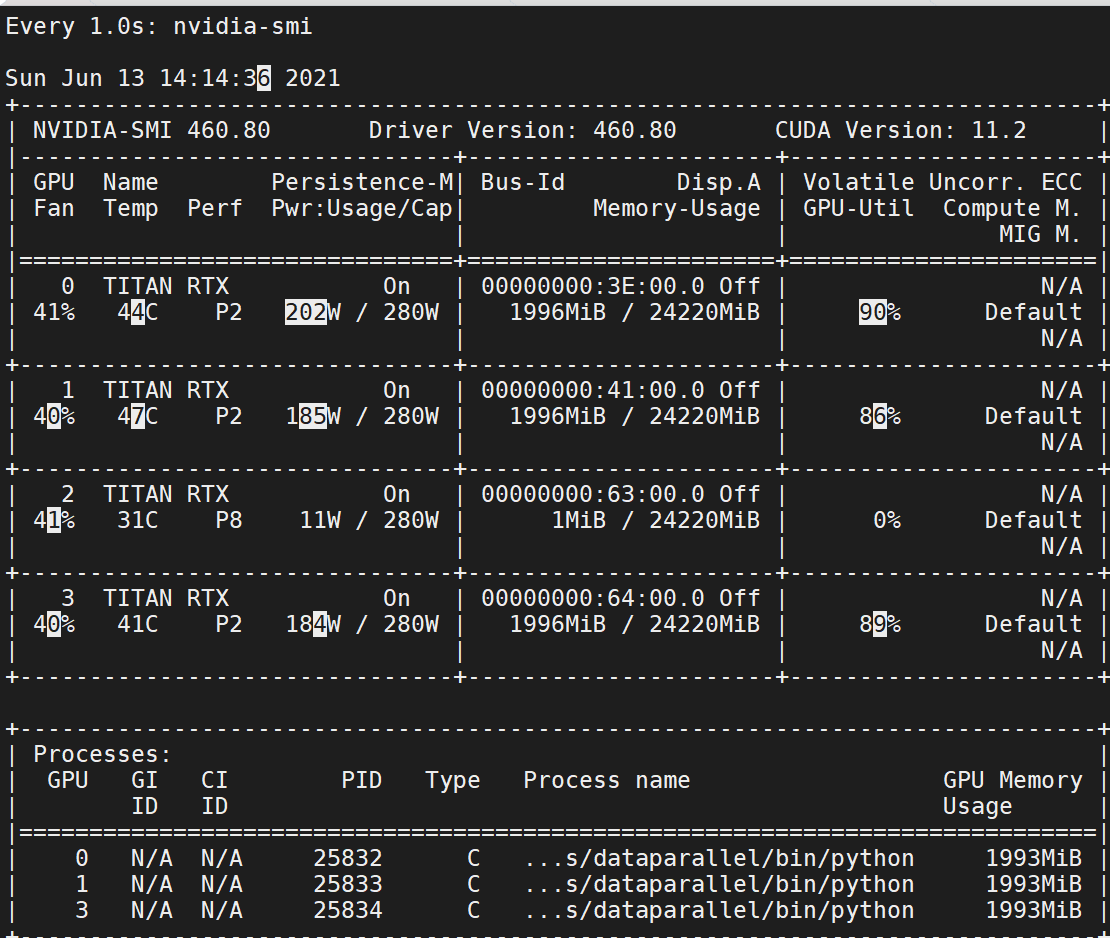 Every 1.0s: nvidia-smi
Sun Jun 13 14:14:36 2021
+-----------------------------------------------------------------------------+
| NVIDIA-SMI 460.80       Driver Version: 460.80       CUDA Version: 11.2     |
|-------------------------------+----------------------+----------------------+
| GPU  Name        Persistence-M| Bus-Id        Disp.A | Volatile Uncorr. ECC |
| Fan  Temp  Perf  Pwr:Usage/Cap|         Memory-Usage | GPU-Util  Compute M. |
|                               |                      |               MIG M. |
|===============================+======================+======================|
|   0  TITAN RTX           On   | 00000000:3E:00.0 Off |                  N/A |
| 41%   44C    P2   202W / 280W |   1996MiB / 24220MiB |     90%      Default |
|                               |                      |                  N/A |
+-------------------------------+----------------------+----------------------+
|   1  TITAN RTX           On   | 00000000:41:00.0 Off |                  N/A |
| 40%   47C    P2   185W / 280W |   1996MiB / 24220MiB |     86%      Default |
|                               |                      |                  N/A |
+-------------------------------+----------------------+----------------------+
|   2  TITAN RTX           On   | 00000000:63:00.0 Off |                  N/A |
| 41%   31C    P8    11W / 280W |      1MiB / 24220MiB |      0%      Default |
|                               |                      |                  N/A |
+-------------------------------+----------------------+----------------------+
|   3  TITAN RTX           On   | 00000000:64:00.0 Off |                  N/A |
| 40%   41C    P2   184W / 280W |   1996MiB / 24220MiB |     89%      Default |
|                               |                      |                  N/A |
+-------------------------------+----------------------+----------------------+
+-----------------------------------------------------------------------------+
| Processes:                                                                  |
|  GPU   GI   CI        PID   Type   Process name                  GPU Memory |
|        ID   ID                                                   Usage      |
|=============================================================================|
|    0   N/A  N/A     25832      C   ...s/dataparallel/bin/python     1993MiB |
|    1   N/A  N/A     25833      C   ...s/dataparallel/bin/python     1993MiB |
|    3   N/A  N/A     25834      C   ...s/dataparallel/bin/python     1993MiB |
+-----------------------------------------------------------------------------+